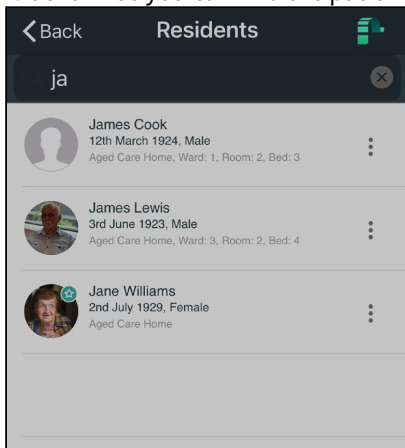 Back
Residents
ja
James Cook
12th March 1924, Male
Aged Care Home, Ward: 1, Room: 2, Bed: 3
James Lewis
3rd June 1923, Male
Aged Care Home, Ward: 3, Room: 2, Bed: 4
Jane Williams
2nd July 1929, Female
Aged Care Home